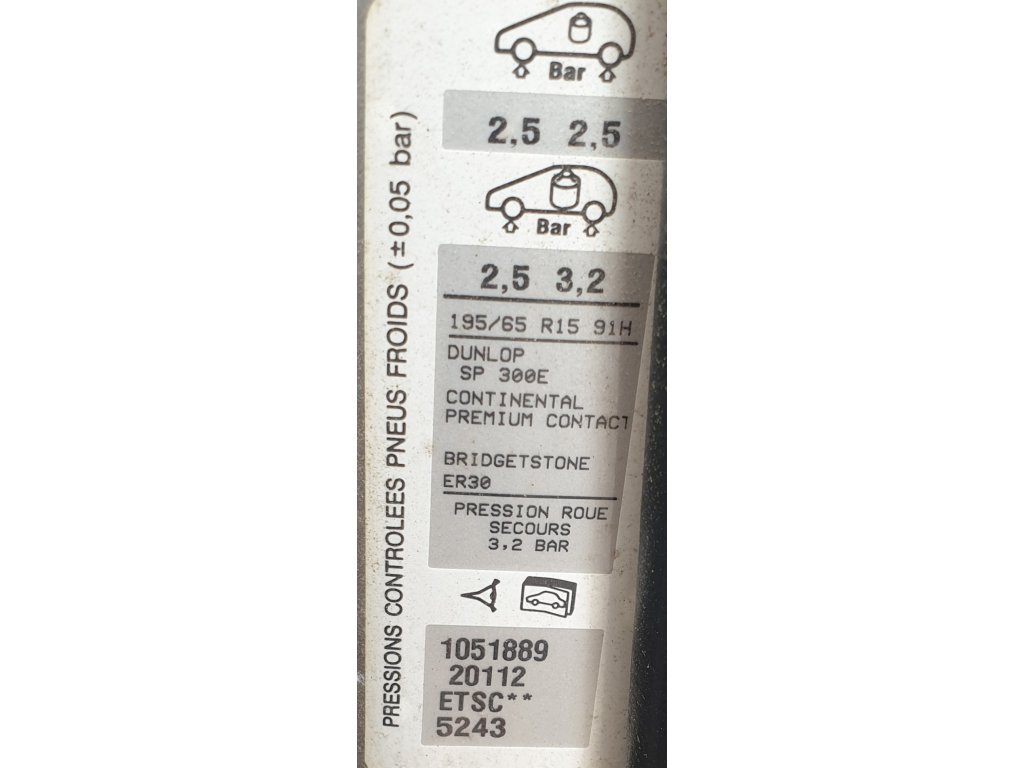 Bar
2,5 2,5
Bar
2,5 3,2
195/65 R15 91H
DUNLOP
SP 300E
CONTINENTAL
PREMIUM CONTACT
BRIDGETSTONE
ER30
PRESSION ROUE
SECOURS
3,2 BAR
1051889
20112
ETSC**
5243
PRESSIONS CONTROLEES PNEUS FROIDS (±0,05 bar)